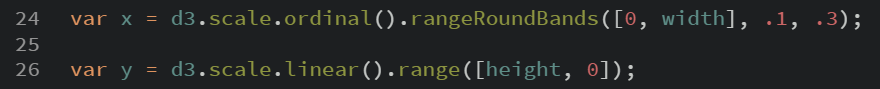 24 var x = d3.scale.ordinal().rangeRoundBands([0, width], .1, .3);
25
26 var y = d3.scale.linear().range([height, 0]);